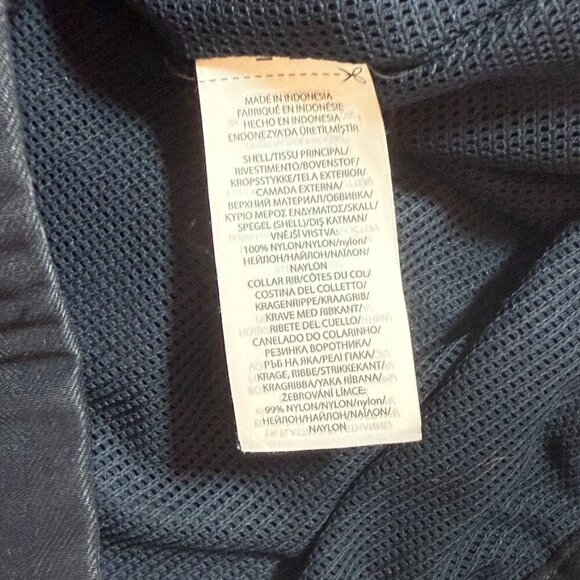 MADE IN INDONESIA
FABRIQUÉ EN INDONÉSIE
HECHO EN INDONESIA
ENDONEZYA'DA ÜRETİLMİŞTİR
SHELL/TISSU PRINCIPAL/
RIVESTIMENTO/BOVENSTOF/
KROPSSTYKKE/TELA EXTERIOR/
CAMADA EXTERNA/
ВЕРХНИЙ МАТЕРИАЛ/ОБВИВКА/
ΚΥΡΙΟ ΜΕΡΟΣ ΕΝΔΥΜΑΤΟΣ/SKALL/
SPEGEL (SHELL)/DIŞ KATMAN/
VNĚJŠÍ VRSTVA:
100% NYLON/NYLON/nylon/
НЕЙЛОН/НАЙЛОН/ΝΑΪΛΟΝ/
NAYLON
COLLAR RIB/CÔTES DU COL/
COSTINA DEL COLLETTO/
KRAGENRIPPE/KRAAGRIB/
KRAVE MED RIBKANT/
RIBETE DEL CUELLO/
CANELADO DO COLARINHO/
РЕЗИНКА ВОРОТНИКА/
РЪБ НА ЯКА/ΡΕΛΙ ΓΙΑΚΑ/
KRAGE, RIBBE/STRIKKEKANT/
KRAGRIBBA/YAKA RİBANA/
ŽEBROVÁNÍ LÍMCE:
99% NYLON/NYLON/nylon/
НЕЙЛОН/НАЙЛОН/ΝΑΪΛΟΝ/
NAYLON